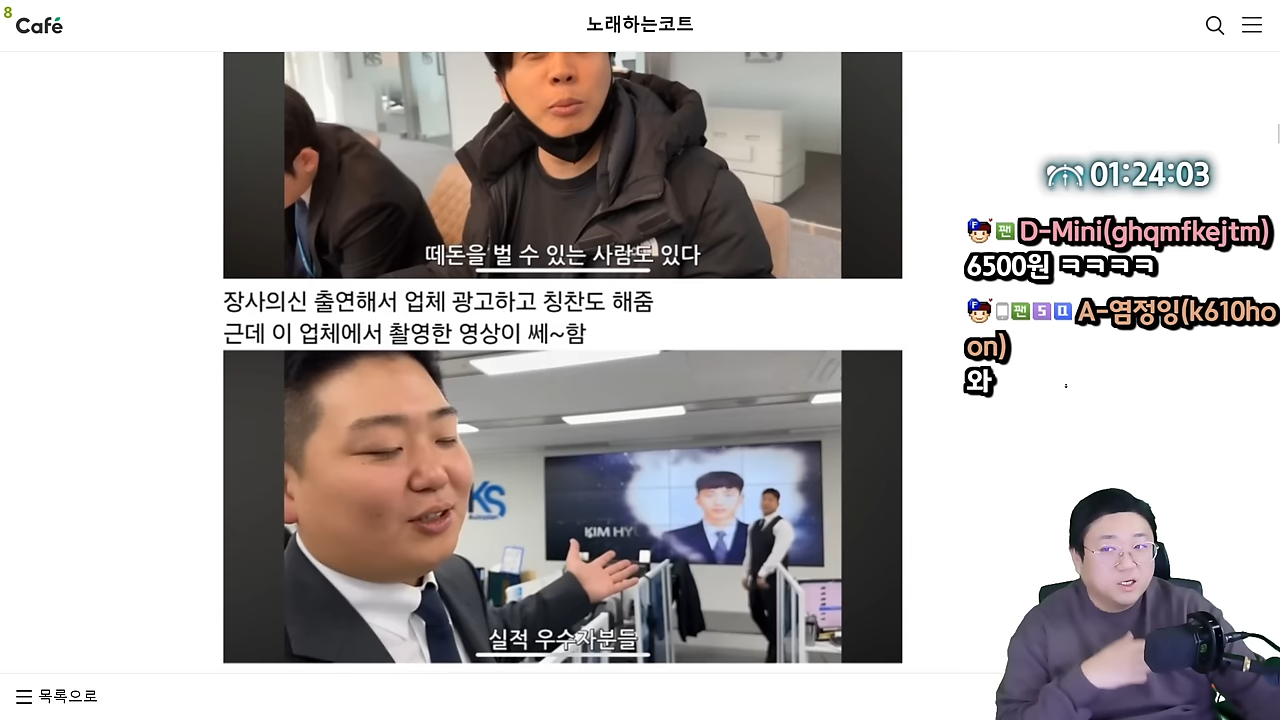 8
Café
노래하는코트
01:24:03
떼돈을 벌 수 있는 사람도 있다
D-Mini(ghqmfkejtm)
6500원 ㅋㅋㅋㅋ
장사의신 출연해서 업체 광고하고 칭찬도 해줌
근데 이 업체에서 촬영한 영상이 쎄~함
팬 S
A-염정잉(k610ho
on)
와
KS
KIM HY
실적 우수자분들
목록으로